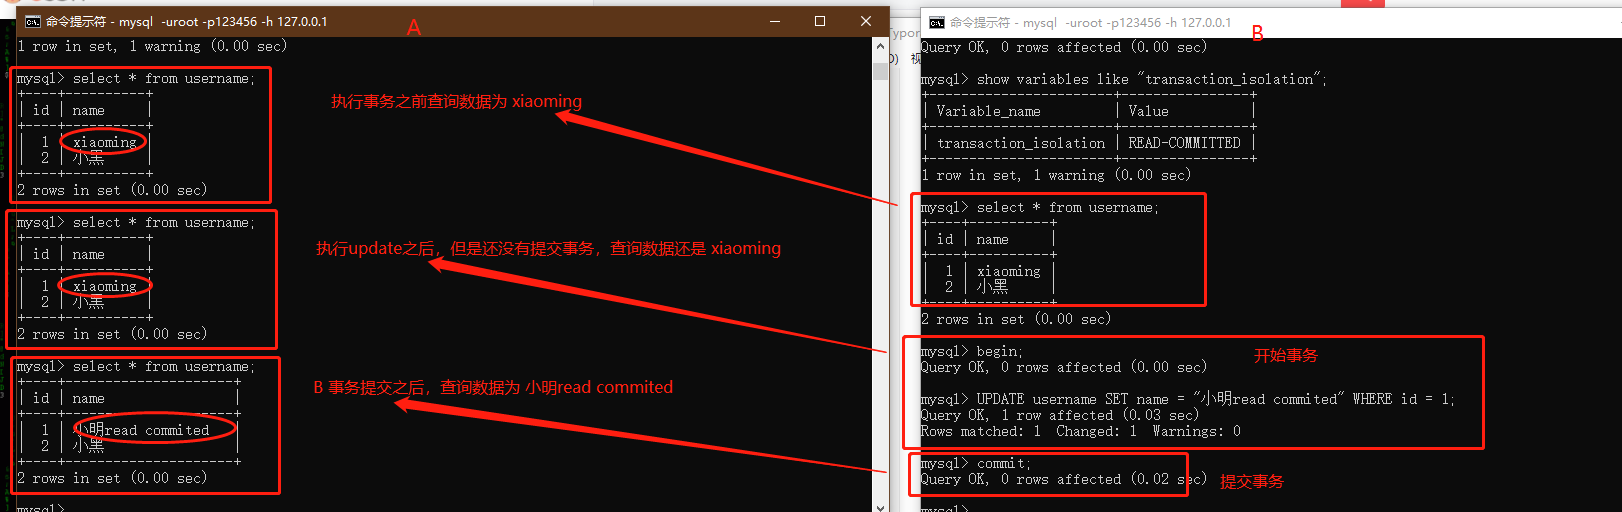 命令提示符 - mysql -uroot -p123456 -h 127.0.0.1
A
1 row in set, 1 warning (0.00 sec)
mysql> select * from username;
+----+----------+
| id | name     |
+----+----------+
|  1 | xiaoming |
|  2 | 小黑     |
+----+----------+
2 rows in set (0.00 sec)
执行事务之前查询数据为 xiaoming
mysql> select * from username;
+----+----------+
| id | name     |
+----+----------+
|  1 | xiaoming |
|  2 | 小黑     |
+----+----------+
2 rows in set (0.00 sec)
执行update之后，但是还没有提交事务，查询数据还是 xiaoming
mysql> select * from username;
+----+---------------------+
| id | name                |
+----+---------------------+
|  1 | 小明read commited   |
|  2 | 小黑                |
+----+---------------------+
2 rows in set (0.00 sec)
B 事务提交之后，查询数据为 小明read commited
mysql>
Typor
视
命令提示符 - mysql -uroot -p123456 -h 127.0.0.1
B
Query OK, 0 rows affected (0.00 sec)
mysql> show variables like "transaction_isolation";
+-----------------------+----------------+
| Variable_name         | Value          |
+-----------------------+----------------+
| transaction_isolation | READ-COMMITTED |
+-----------------------+----------------+
1 row in set, 1 warning (0.00 sec)
mysql> select * from username;
+----+----------+
| id | name     |
+----+----------+
|  1 | xiaoming |
|  2 | 小黑     |
+----+----------+
2 rows in set (0.00 sec)
mysql> begin;
Query OK, 0 rows affected (0.00 sec)
开始事务
mysql> UPDATE username SET name = "小明read commited" WHERE id = 1;
Query OK, 1 row affected (0.03 sec)
Rows matched: 1  Changed: 1  Warnings: 0
mysql> commit;
Query OK, 0 rows affected (0.02 sec)
提交事务
mysql>